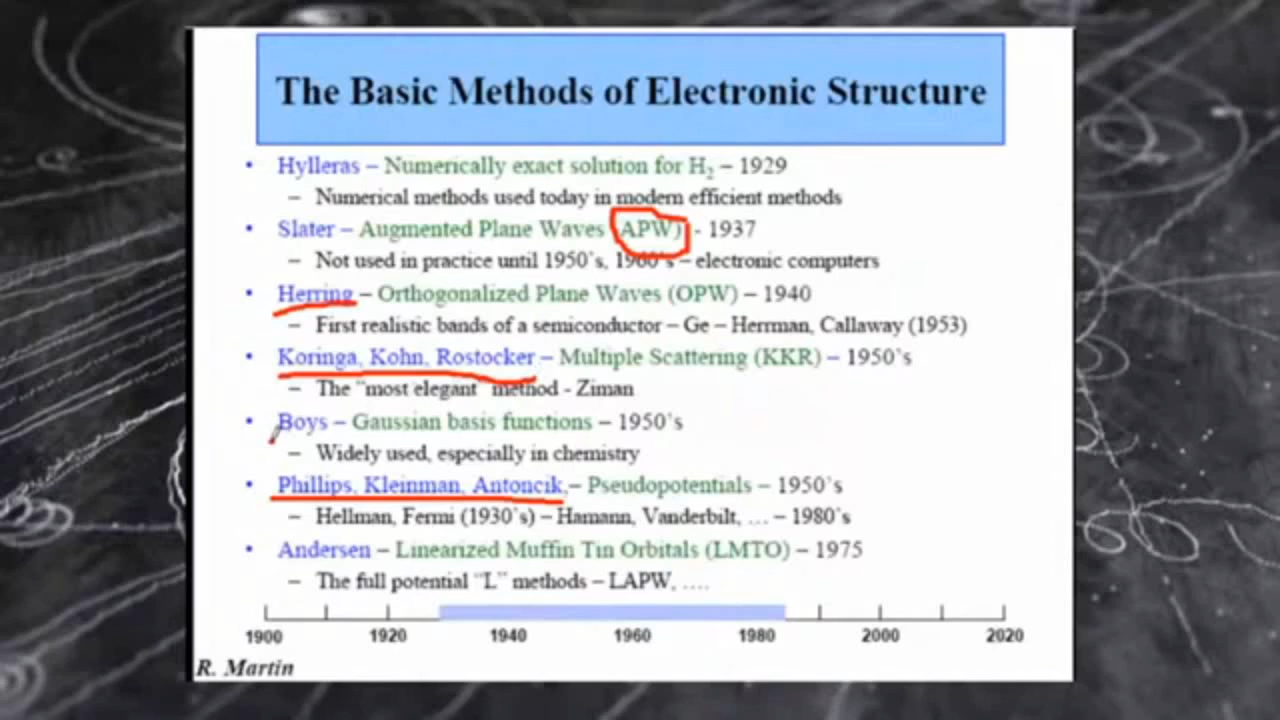 The Basic Methods of Electronic Structure
• Hylleras – Numerically exact solution for H₂ – 1929
– Numerical methods used today in modern efficient methods
• Slater – Augmented Plane Waves (APW) - 1937
– Not used in practice until 1950's, 1960's – electronic computers
• Herring – Orthogonalized Plane Waves (OPW) – 1940
– First realistic bands of a semiconductor – Ge – Herrman, Callaway (1953)
• Koringa, Kohn, Rostocker – Multiple Scattering (KKR) – 1950's
– The "most elegant" method - Ziman
• Boys – Gaussian basis functions – 1950's
– Widely used, especially in chemistry
• Phillips, Kleinman, Antoncik,– Pseudopotentials – 1950's
– Hellman, Fermi (1930's) – Hamann, Vanderbilt, … – 1980's
• Andersen – Linearized Muffin Tin Orbitals (LMTO) – 1975
– The full potential "L" methods – LAPW, ….
1900 1920 1940 1960 1980 2000 2020
R. Martin